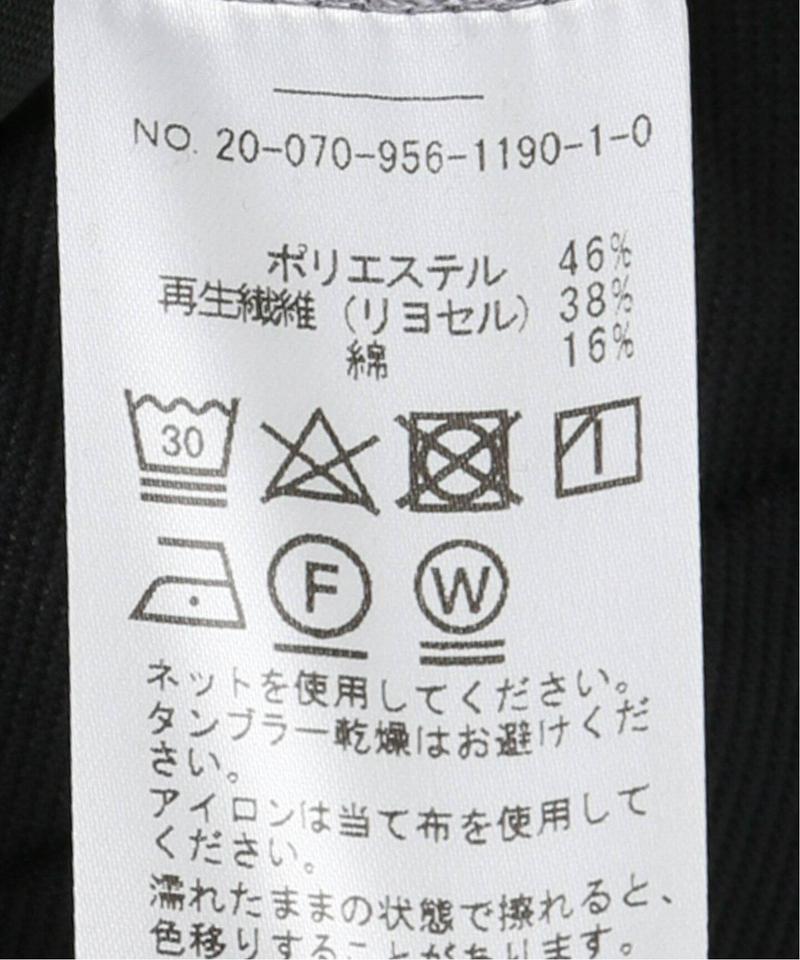 NO. 20-070-956-1190-1-0
ポリエステル 46%
再生繊維（リヨセル） 38%
綿 16%
30
F W
ネットを使用してください。
タンブラー乾燥はお避けくだ
さい。
アイロンは当て布を使用して
ください。
濡れたままの状態で擦れると、
色移りすることがあります。